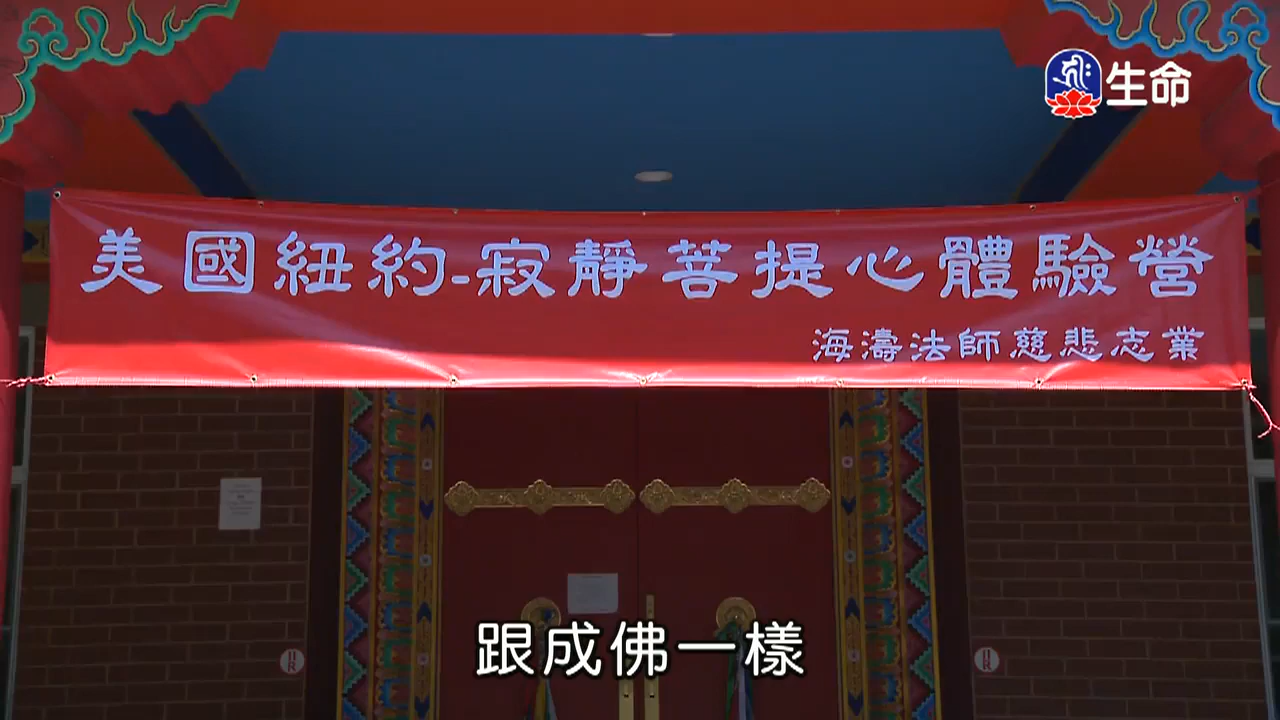 生命
美國紐約-寂靜菩提心體驗營
海濤法師慈悲志業
跟成佛一樣